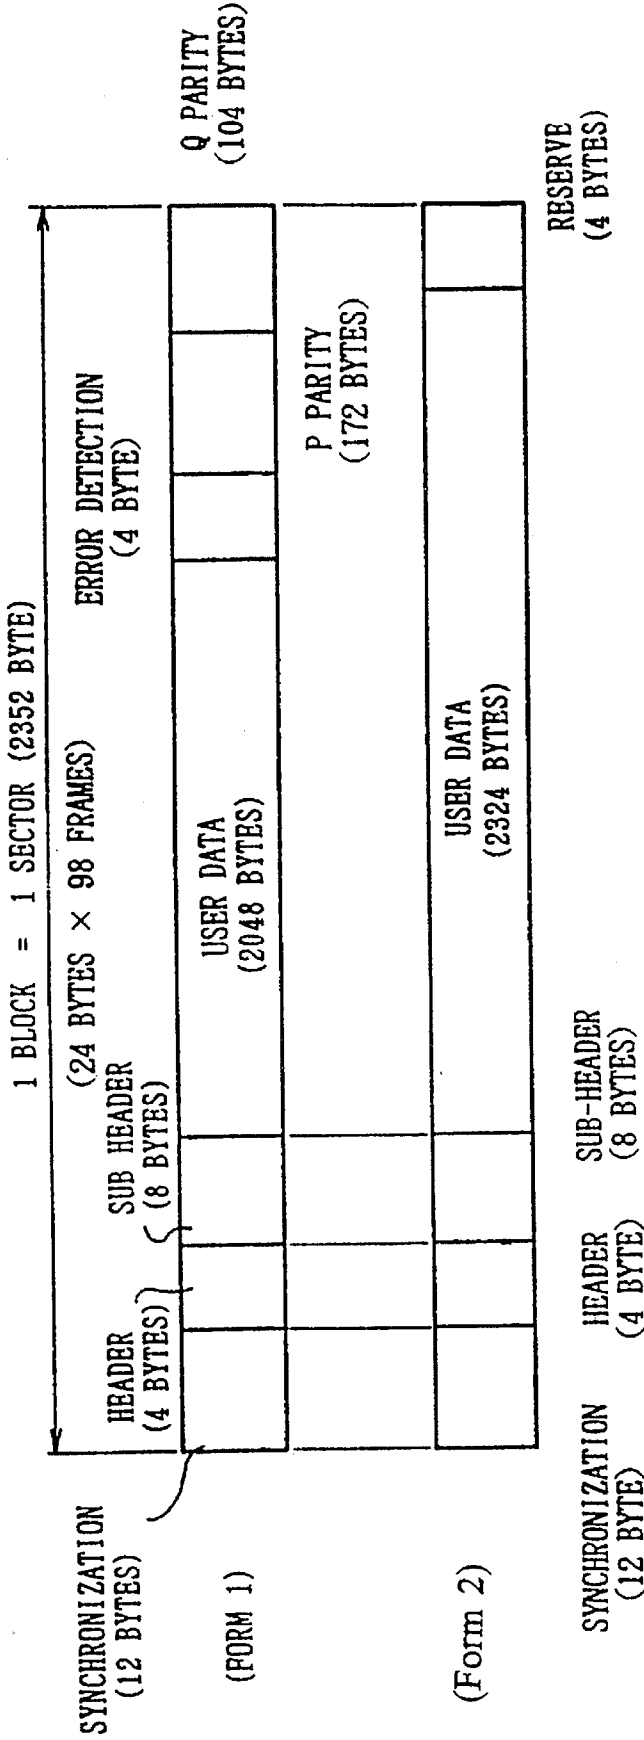 1 BLOCK = 1 SECTOR (2352 BYTE)
(24 BYTES × 98 FRAMES)
SYNCHRONIZATION
(12 BYTES)
HEADER
(4 BYTES)
SUB HEADER
(8 BYTES)
ERROR DETECTION
(4 BYTE)
Q PARITY
(104 BYTES)
(FORM 1)
USER DATA
(2048 BYTES)
P PARITY
(172 BYTES)
(Form 2)
USER DATA
(2324 BYTES)
SYNCHRONIZATION
(12 BYTE)
HEADER
(4 BYTE)
SUB-HEADER
(8 BYTES)
RESERVE
(4 BYTES)